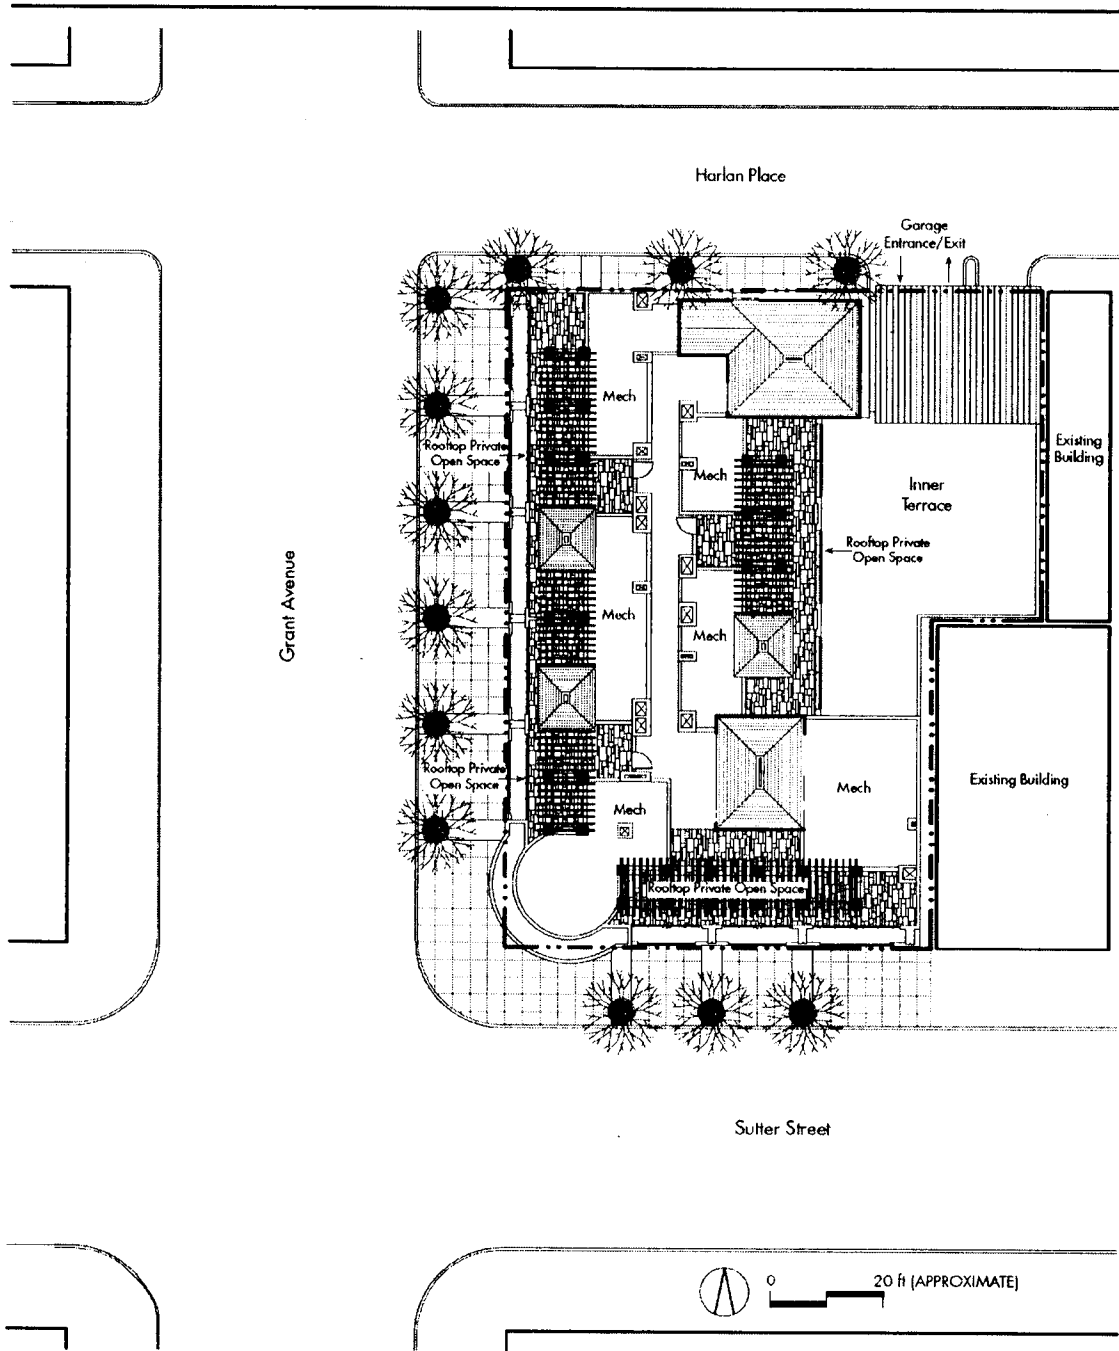 Harlan Place
Garage
Entrance/Exit
Mech
Rooftop Private
Open Space
Existing
Building
Mech
Inner
Terrace
Rooftop Private
Open Space
Grant Avenue
Mech
Mech
Rooftop Private
Open Space
Existing Building
Mech
Mech
Rooftop Private Open Space
Sutter Street
0 20 ft (APPROXIMATE)